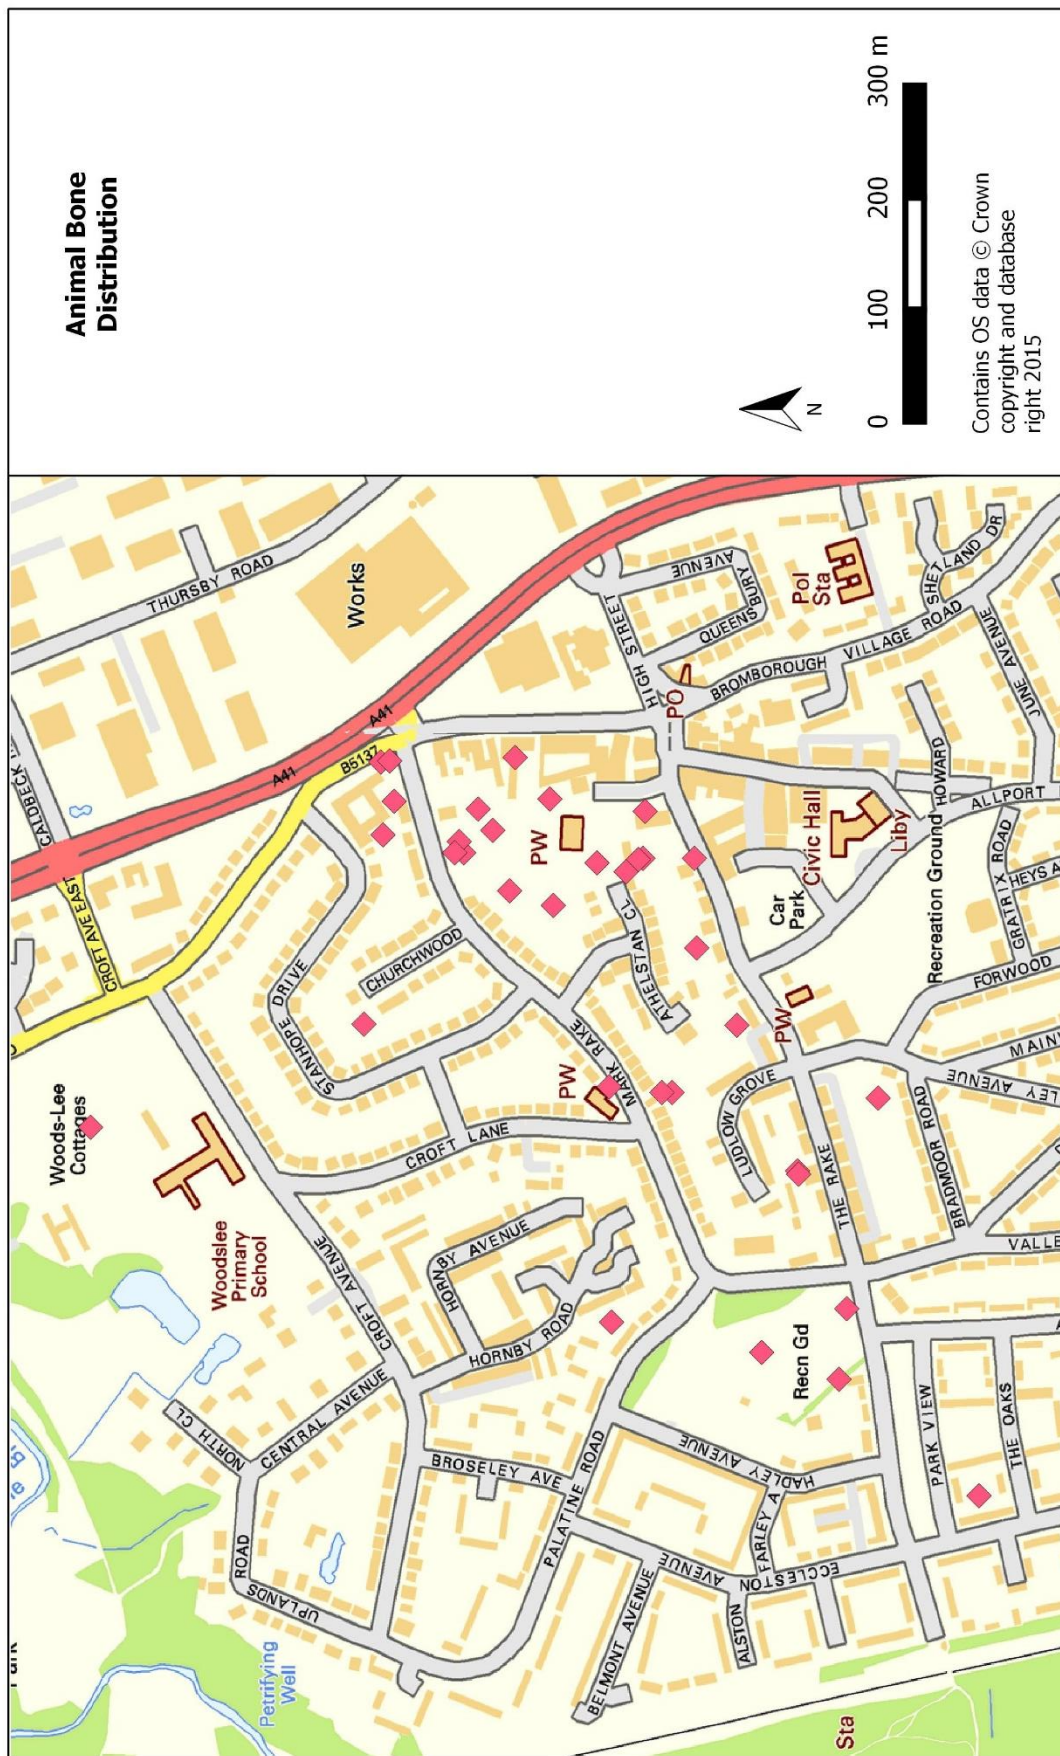 Animal Bone
Distribution
0
100
200
300 m
N
Contains OS data © Crown
copyright and database
right 2015
THURSBY ROAD
Works
A41
A41
B5137
CROFT AVE EAST
Woods-Lee
Cottages
Woodslee
Primary
School
STANHOPE DRIVE
CHURCHWOOD
CROFT LANE
CROFT AVENUE
HORNBY AVENUE
HORNBY ROAD
NORTH CL
CENTRAL AVENUE
UPLANDS ROAD
Petrifying
Well
BROSELEY AVE
PALATINE ROAD
BELMONT AVENUE
ALSTON
ECCLESTON AVENUE
FARLEY A
HADLEY AVENUE
Recn Gd
PARK VIEW
THE OAKS
Sta
PW
MARK RAKE
PW
ATHELSTAN CL
HIGH STREET
PO
QUEENSBURY AVENUE
Pol
Sta
BROMBOROUGH VILLAGE ROAD
SHETLAND DR
JUNE AVENUE
Civic Hall
Liby
Car
Park
HOWARD
ALLPORT
Recreation Ground
GRATRIX ROAD
HEYS A
FORWOOD
PW
LUDLOW GROVE
THE RAKE
BRADMOOR ROAD
MAINW
LEY AVENUE
VALLE